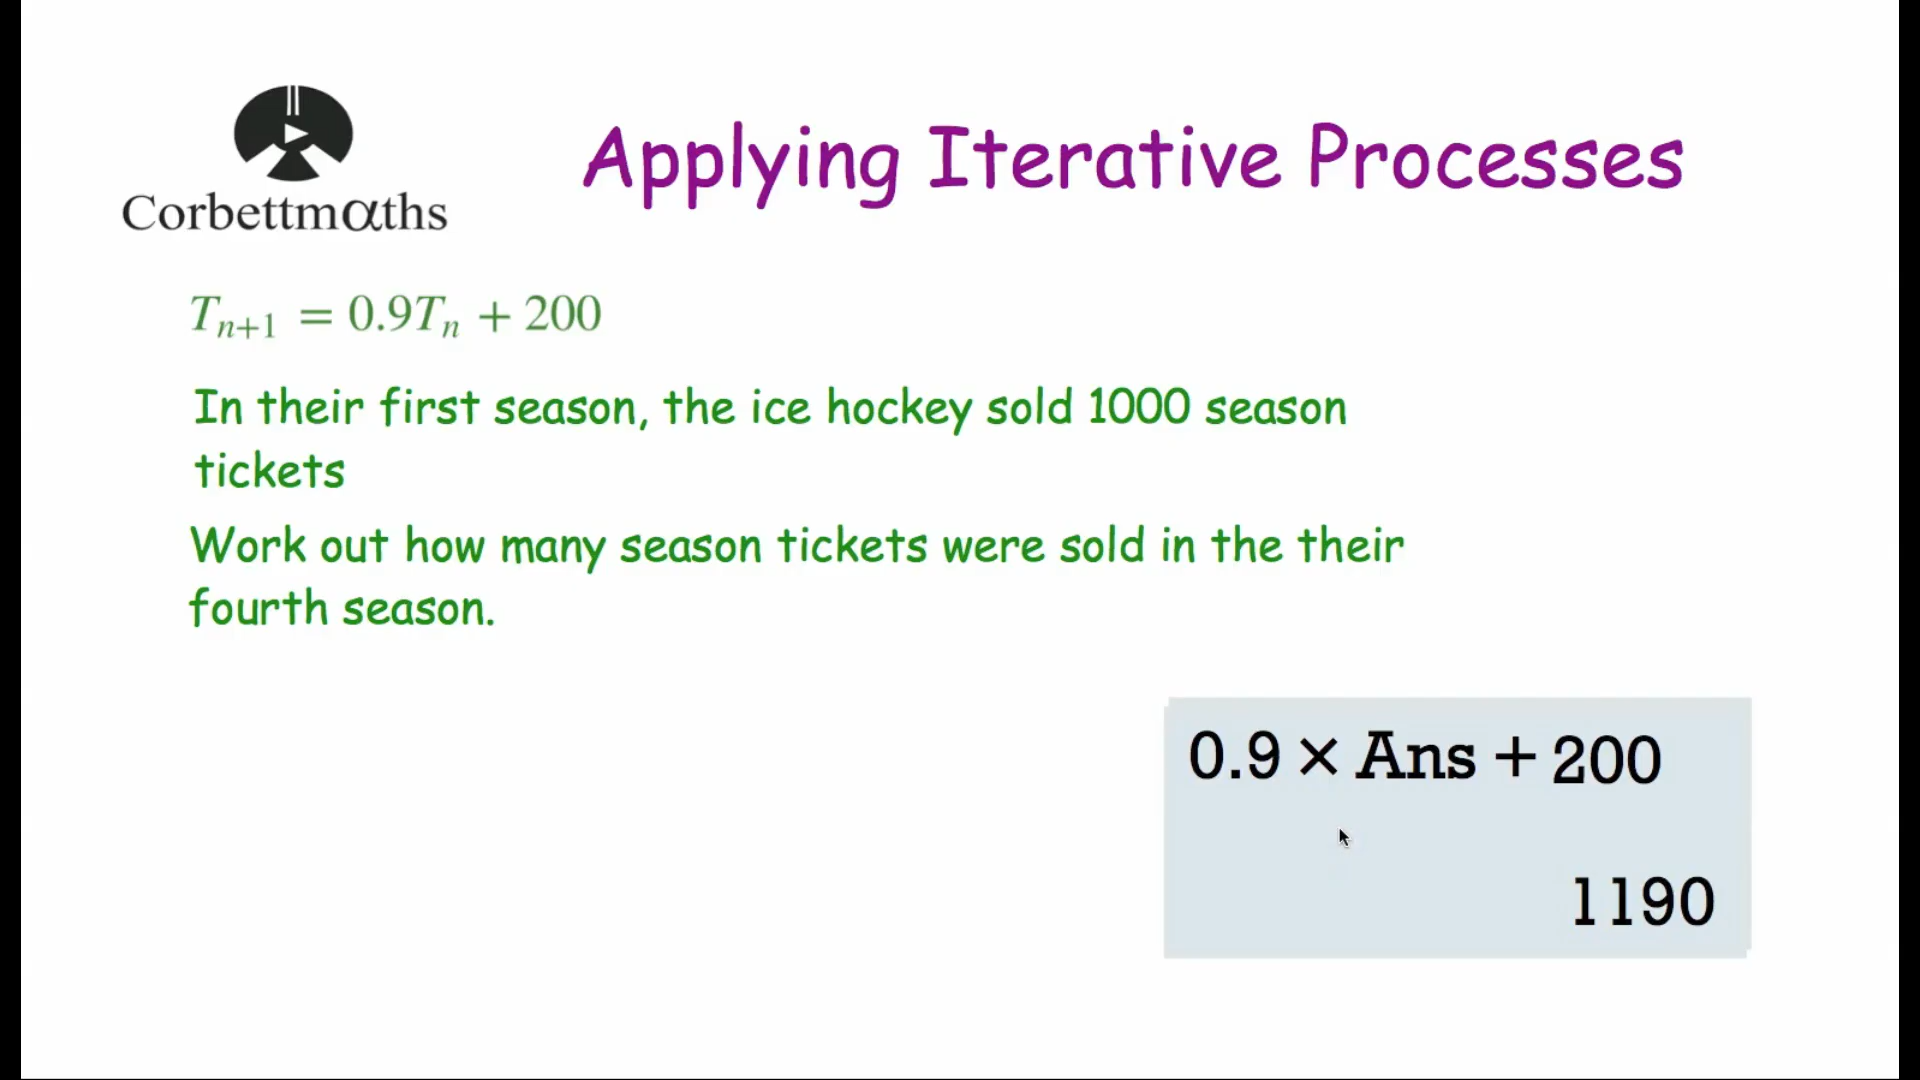 Corbettmαths
Applying Iterative Processes
Tₙ₊₁ = 0.9Tₙ + 200
In their first season, the ice hockey sold 1000 season
tickets
Work out how many season tickets were sold in the their
fourth season.
0.9 × Ans + 200
1190